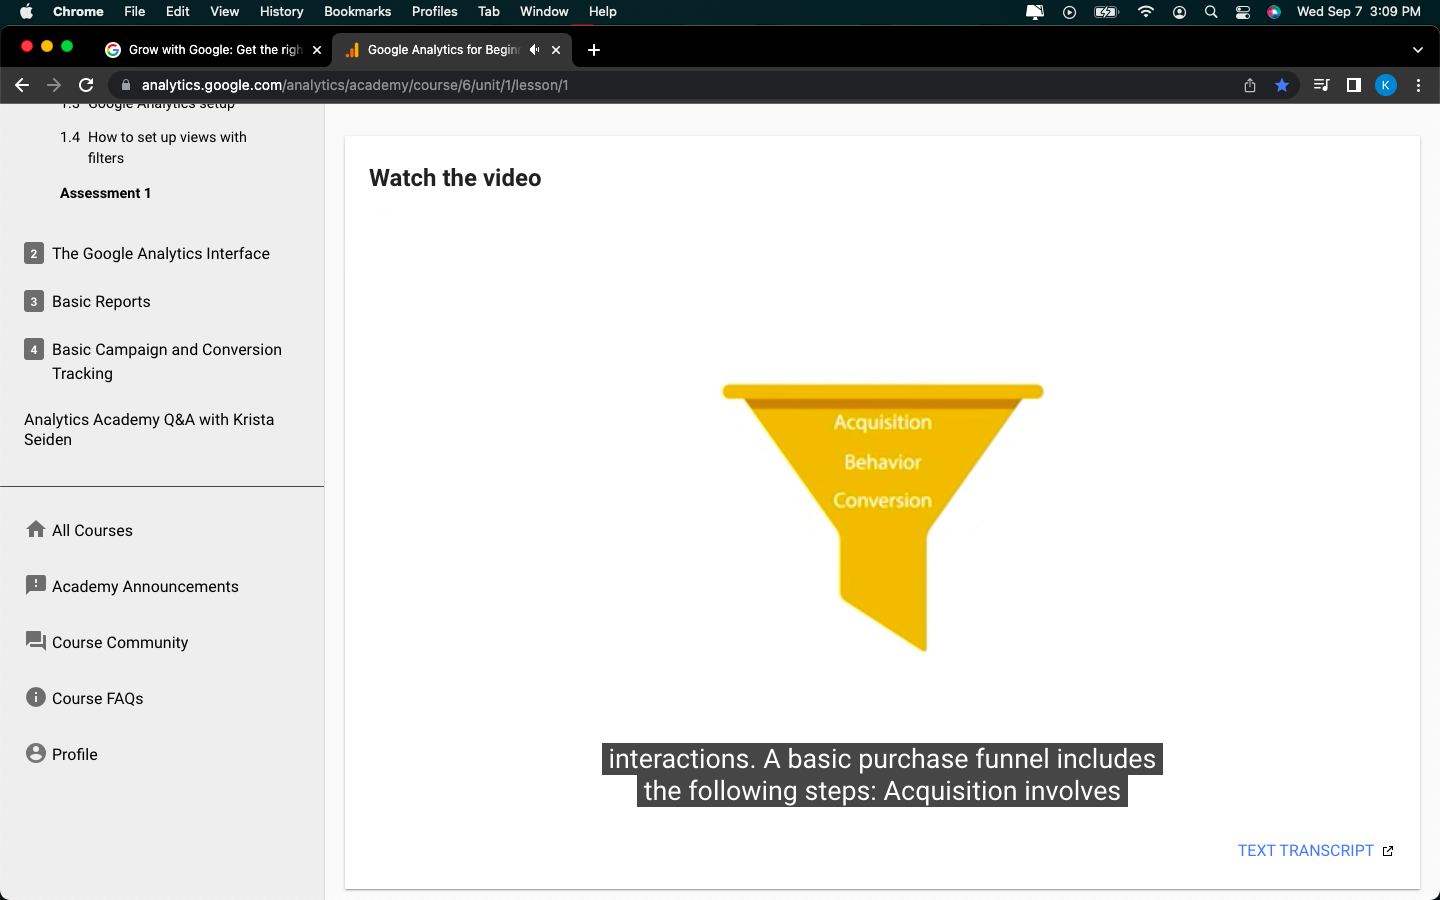 Chrome File Edit View History Bookmarks Profiles Tab Window Help Wed Sep 7 3:09 PM
Grow with Google: Get the righ
Google Analytics for Begin
analytics.google.com/analytics/academy/course/6/unit/1/lesson/1
K
1.3 Google Analytics setup
1.4 How to set up views with
filters
Assessment 1
2 The Google Analytics Interface
3 Basic Reports
4 Basic Campaign and Conversion
Tracking
Analytics Academy Q&A with Krista
Seiden
All Courses
Academy Announcements
Course Community
Course FAQs
Profile
Watch the video
Acquisition
Behavior
Conversion
interactions. A basic purchase funnel includes
the following steps: Acquisition involves
TEXT TRANSCRIPT